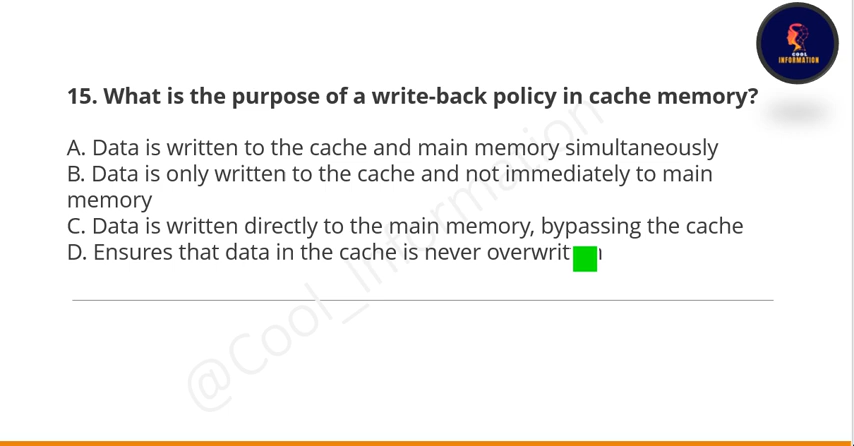 COOL
INFORMATION
15. What is the purpose of a write-back policy in cache memory?
A. Data is written to the cache and main memory simultaneously
B. Data is only written to the cache and not immediately to main
memory
C. Data is written directly to the main memory, bypassing the cache
D. Ensures that data in the cache is never
@Cool_Information